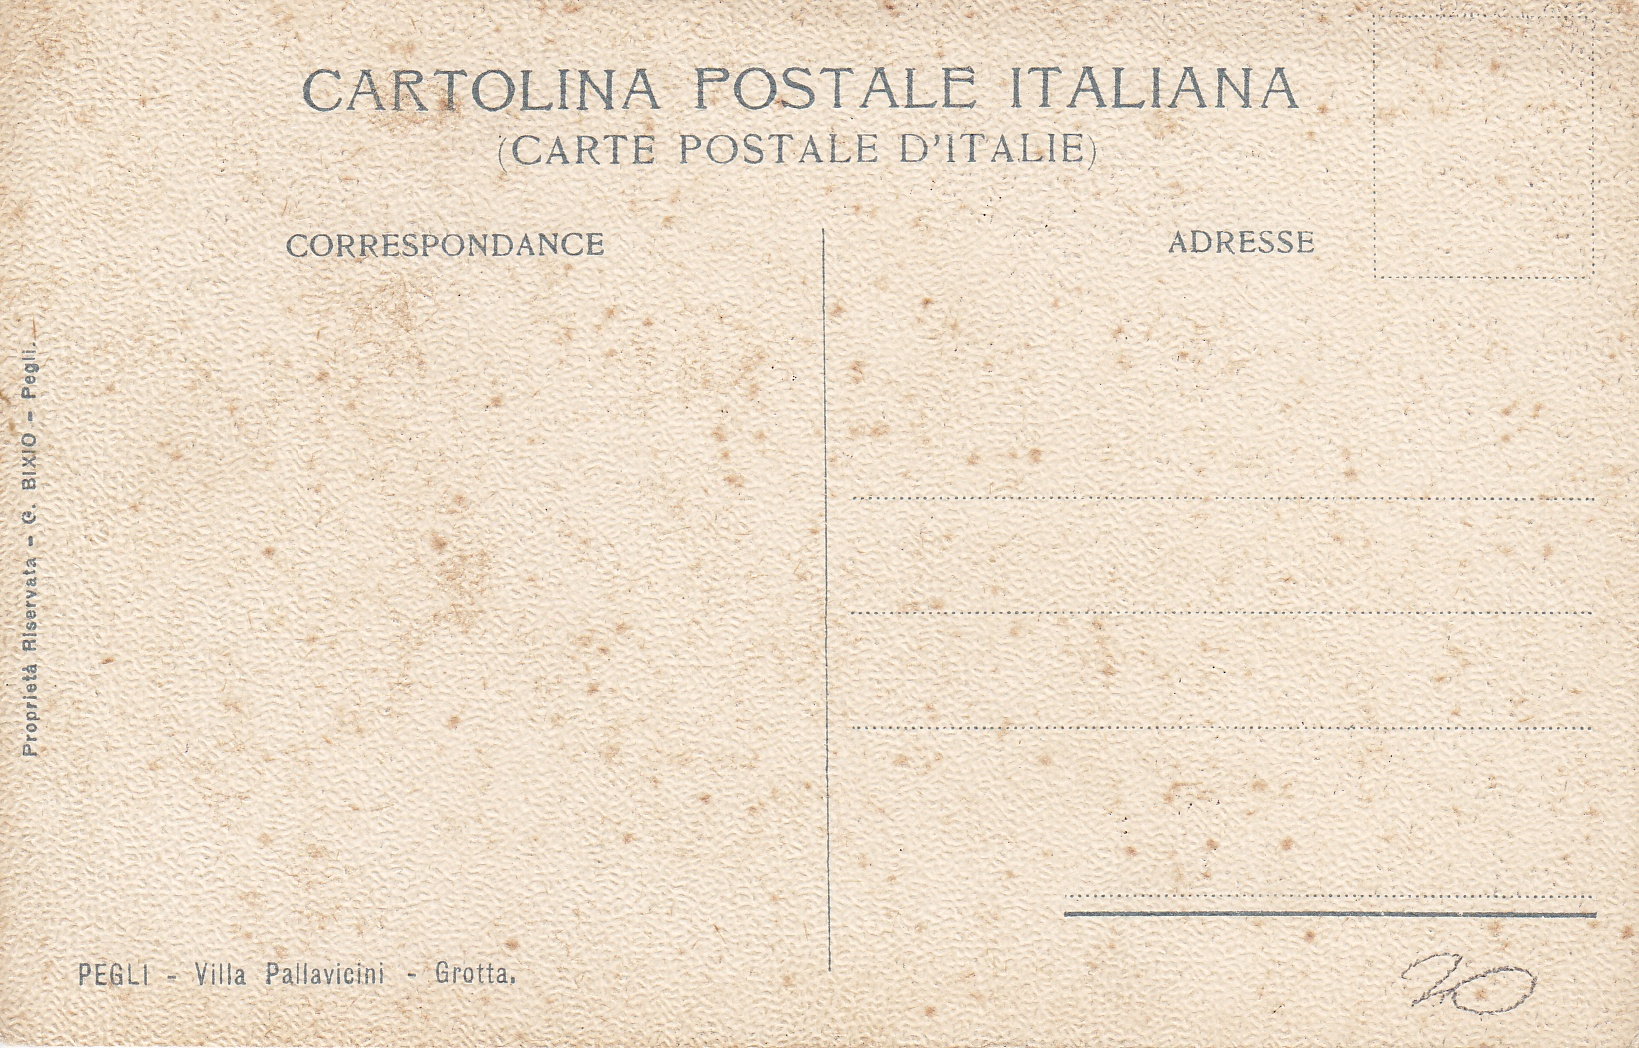 CARTOLINA POSTALE ITALIANA
(CARTE POSTALE D'ITALIE)
CORRESPONDANCE
ADRESSE
Proprietà Riservata - G. BIXIO - Pegli.
PEGLI - Villa Pallavicini - Grotta.